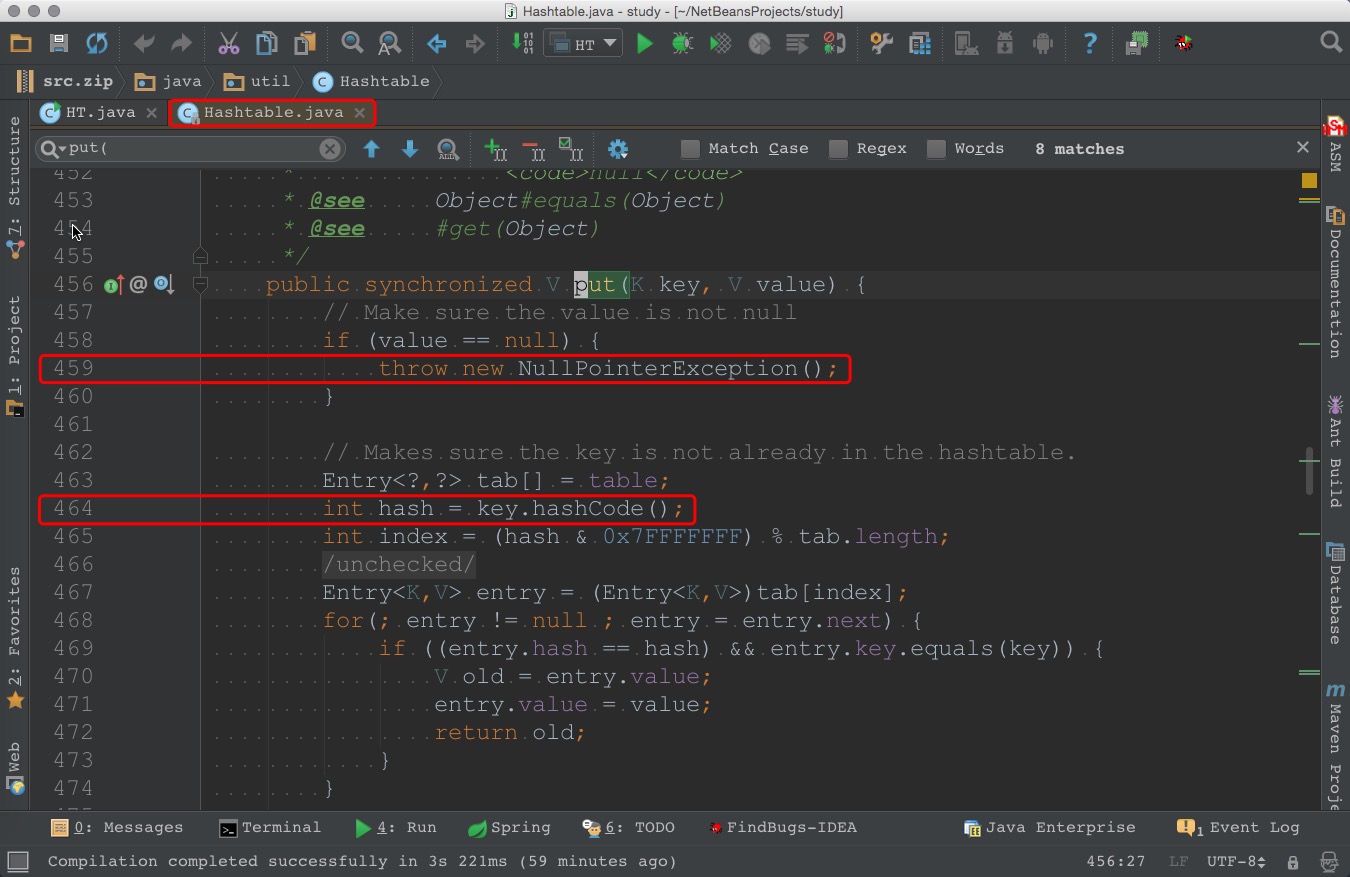 Hashtable.java - study - [~/NetBeansProjects/study]
HT
src.zip java util Hashtable
HT.java Hashtable.java
put( Match Case Regex Words 8 matches
452 * <code>null</code>
453 * @see Object#equals(Object)
454 * @see #get(Object)
455 */
456 public synchronized V put(K key, V value) {
457 // Make sure the value is not null
458 if (value == null) {
459 throw new NullPointerException();
460 }
461
462 // Makes sure the key is not already in the hashtable.
463 Entry<?,?> tab[] = table;
464 int hash = key.hashCode();
465 int index = (hash & 0x7FFFFFFF) % tab.length;
466 /unchecked/
467 Entry<K,V> entry = (Entry<K,V>)tab[index];
468 for(; entry != null ; entry = entry.next) {
469 if ((entry.hash == hash) && entry.key.equals(key)) {
470 V old = entry.value;
471 entry.value = value;
472 return old;
473 }
474 }
7: Structure
1: Project
2: Favorites
Web
ASM
Documentation
Ant Build
Database
Maven Proje
0: Messages Terminal 4: Run Spring 6: TODO FindBugs-IDEA Java Enterprise 1 Event Log
Compilation completed successfully in 3s 221ms (59 minutes ago) 456:27 LF UTF-8